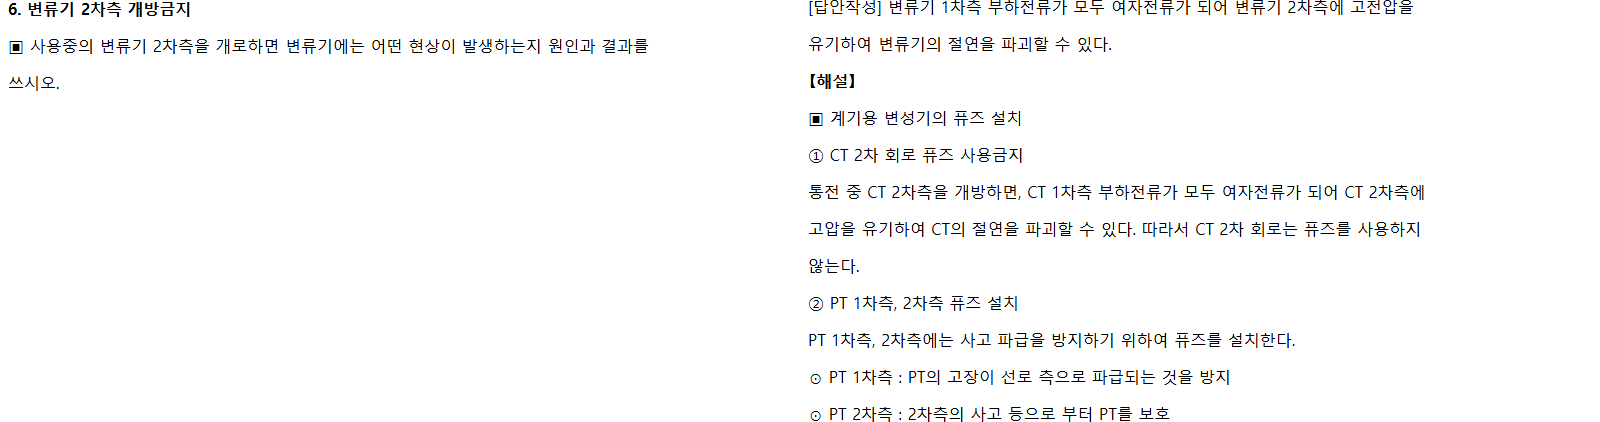 6. 변류기 2차측 개방금지
▣ 사용중의 변류기 2차측을 개로하면 변류기에는 어떤 현상이 발생하는지 원인과 결과를
쓰시오.
[답안작성] 변류기 1차측 부하전류가 모두 여자전류가 되어 변류기 2차측에 고전압을
유기하여 변류기의 절연을 파괴할 수 있다.
【해설】
▣ 계기용 변성기의 퓨즈 설치
① CT 2차 회로 퓨즈 사용금지
통전 중 CT 2차측을 개방하면, CT 1차측 부하전류가 모두 여자전류가 되어 CT 2차측에
고압을 유기하여 CT의 절연을 파괴할 수 있다. 따라서 CT 2차 회로는 퓨즈를 사용하지
않는다.
② PT 1차측, 2차측 퓨즈 설치
PT 1차측, 2차측에는 사고 파급을 방지하기 위하여 퓨즈를 설치한다.
⊙ PT 1차측 : PT의 고장이 선로 측으로 파급되는 것을 방지
⊙ PT 2차측 : 2차측의 사고 등으로 부터 PT를 보호